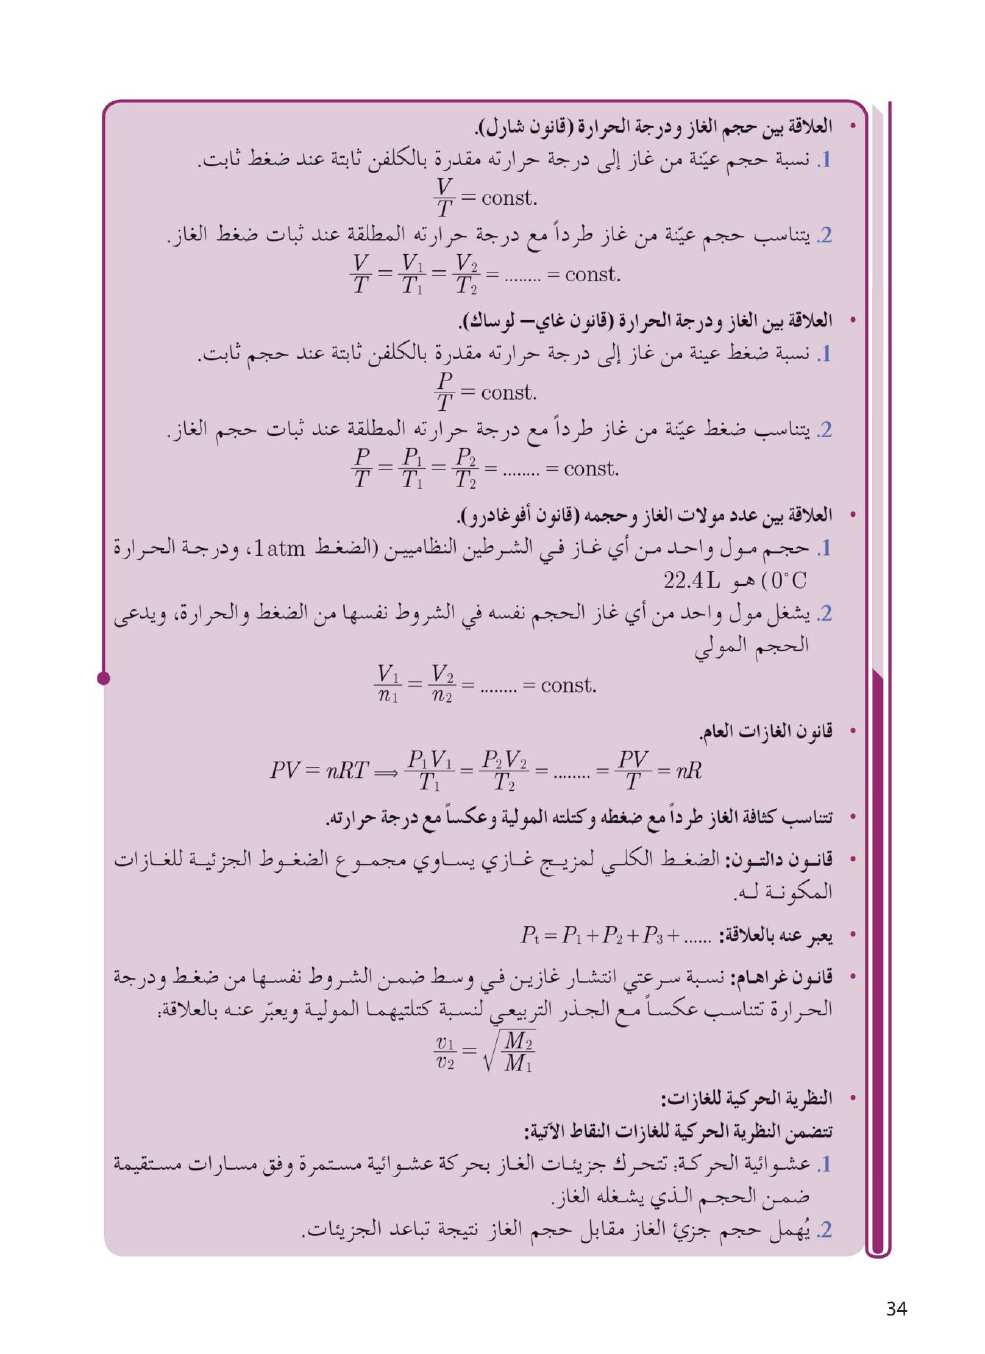 • العلاقة بين حجم الغاز ودرجة الحرارة (قانون شارل).
1. نسبة حجم عيّنة من غاز إلى درجة حرارته مقدرة بالكلفن ثابتة عند ضغط ثابت.
V/T = const.
2. يتناسب حجم عيّنة من غاز طرداً مع درجة حرارته المطلقة عند ثبات ضغط الغاز.
V/T = V₁/T₁ = V₂/T₂ = ........ = const.
• العلاقة بين الغاز ودرجة الحرارة (قانون غاي– لوساك).
1. نسبة ضغط عينة من غاز إلى درجة حرارته مقدرة بالكلفن ثابتة عند حجم ثابت.
P/T = const.
2. يتناسب ضغط عيّنة من غاز طرداً مع درجة حرارته المطلقة عند ثبات حجم الغاز.
P/T = P₁/T₁ = P₂/T₂ = ........ = const.
• العلاقة بين عدد مولات الغاز وحجمه (قانون أفوغادرو).
1. حجم مول واحد من أي غاز في الشرطين النظاميين (الضغط 1 atm، ودرجة الحرارة
0°C) هو 22.4 L
2. يشغل مول واحد من أي غاز الحجم نفسه في الشروط نفسها من الضغط والحرارة، ويدعى
الحجم المولي
V₁/n₁ = V₂/n₂ = ........ = const.
• قانون الغازات العام.
PV = nRT ⟹ P₁V₁/T₁ = P₂V₂/T₂ = ........ = PV/T = nR
• تتناسب كثافة الغاز طرداً مع ضغطه وكتلته المولية وعكساً مع درجة حرارته.
• قانون دالتون: الضغط الكلي لمزيج غازي يساوي مجموع الضغوط الجزئية للغازات
المكونة له.
• يعبر عنه بالعلاقة: Pₜ = P₁ + P₂ + P₃ + ......
• قانون غراهام: نسبة سرعتي انتشار غازين في وسط ضمن الشروط نفسها من ضغط ودرجة
الحرارة تتناسب عكساً مع الجذر التربيعي لنسبة كتلتيهما المولية ويعبّر عنه بالعلاقة:
v₁/v₂ = √(M₂/M₁)
• النظرية الحركية للغازات:
تتضمن النظرية الحركية للغازات النقاط الآتية:
1. عشوائية الحركة: تتحرك جزيئات الغاز بحركة عشوائية مستمرة وفق مسارات مستقيمة
ضمن الحجم الذي يشغله الغاز.
2. يُهمل حجم جزئ الغاز مقابل حجم الغاز نتيجة تباعد الجزيئات.
34